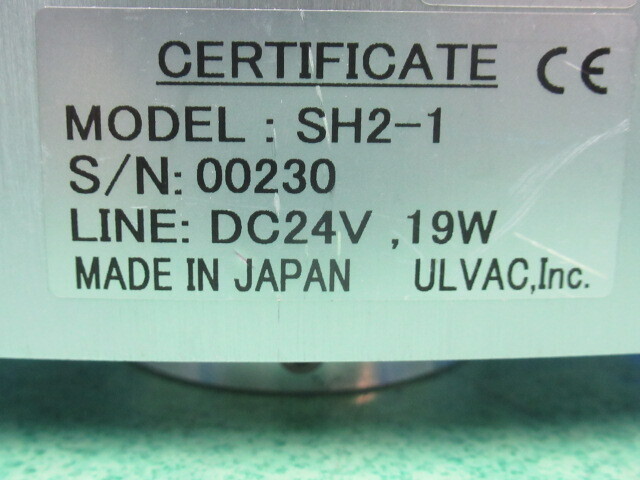 CERTIFICATE CE
MODEL : SH2-1
S/N: 00230
LINE: DC24V ,19W
MADE IN JAPAN ULVAC,Inc.